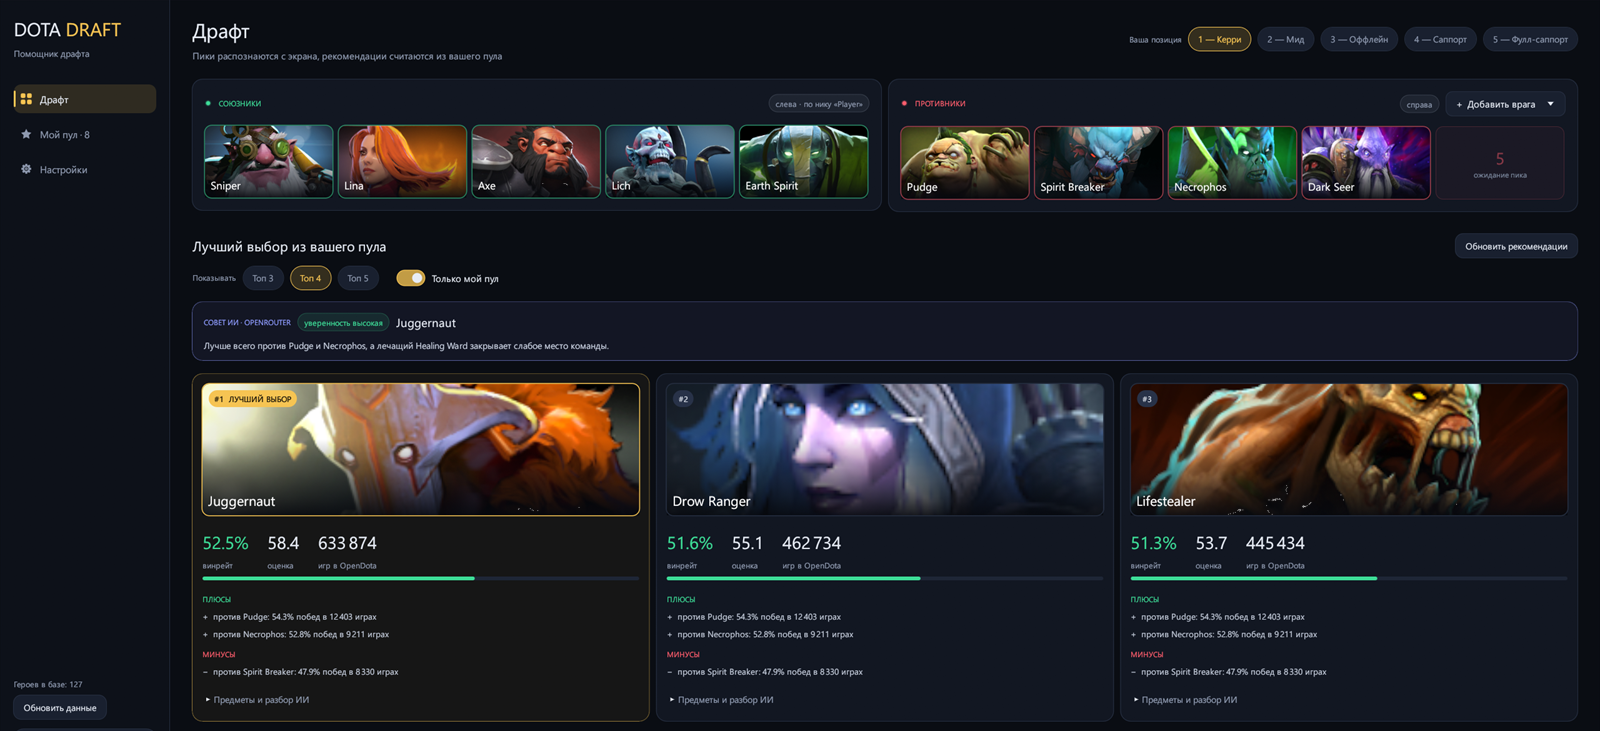 DOTA DRAFT
Помощник драфта
Драфт
Мой пул · 8
Настройки
Героев в базе: 127
Обновить данные
Драфт
Пики распознаются с экрана, рекомендации считаются из вашего пула
Ваша позиция
1 — Керри
2 — Мид
3 — Оффлейн
4 — Саппорт
5 — Фулл-саппорт
СОЮЗНИКИ
слева · по нику «Player»
Sniper
Lina
Axe
Lich
Earth Spirit
ПРОТИВНИКИ
справа
+ Добавить врага
Pudge
Spirit Breaker
Necrophos
Dark Seer
5
ожидание пика
Лучший выбор из вашего пула
Обновить рекомендации
Показывать
Топ 3
Топ 4
Топ 5
Только мой пул
СОВЕТ ИИ · OPENROUTER
уверенность высокая
Juggernaut
Лучше всего против Pudge и Necrophos, а лечащий Healing Ward закрывает слабое место команды.
#1 ЛУЧШИЙ ВЫБОР
Juggernaut
52.5% 58.4 633 874
винрейт оценка игр в OpenDota
ПЛЮСЫ
+ против Pudge: 54.3% побед в 12 403 играх
+ против Necrophos: 52.8% побед в 9 211 играх
МИНУСЫ
− против Spirit Breaker: 47.9% побед в 8 330 играх
Предметы и разбор ИИ
#2
Drow Ranger
51.6% 55.1 462 734
винрейт оценка игр в OpenDota
ПЛЮСЫ
+ против Pudge: 54.3% побед в 12 403 играх
+ против Necrophos: 52.8% побед в 9 211 играх
МИНУСЫ
− против Spirit Breaker: 47.9% побед в 8 330 играх
Предметы и разбор ИИ
#3
Lifestealer
51.3% 53.7 445 434
винрейт оценка игр в OpenDota
ПЛЮСЫ
+ против Pudge: 54.3% побед в 12 403 играх
+ против Necrophos: 52.8% побед в 9 211 играх
МИНУСЫ
− против Spirit Breaker: 47.9% побед в 8 330 играх
Предметы и разбор ИИ